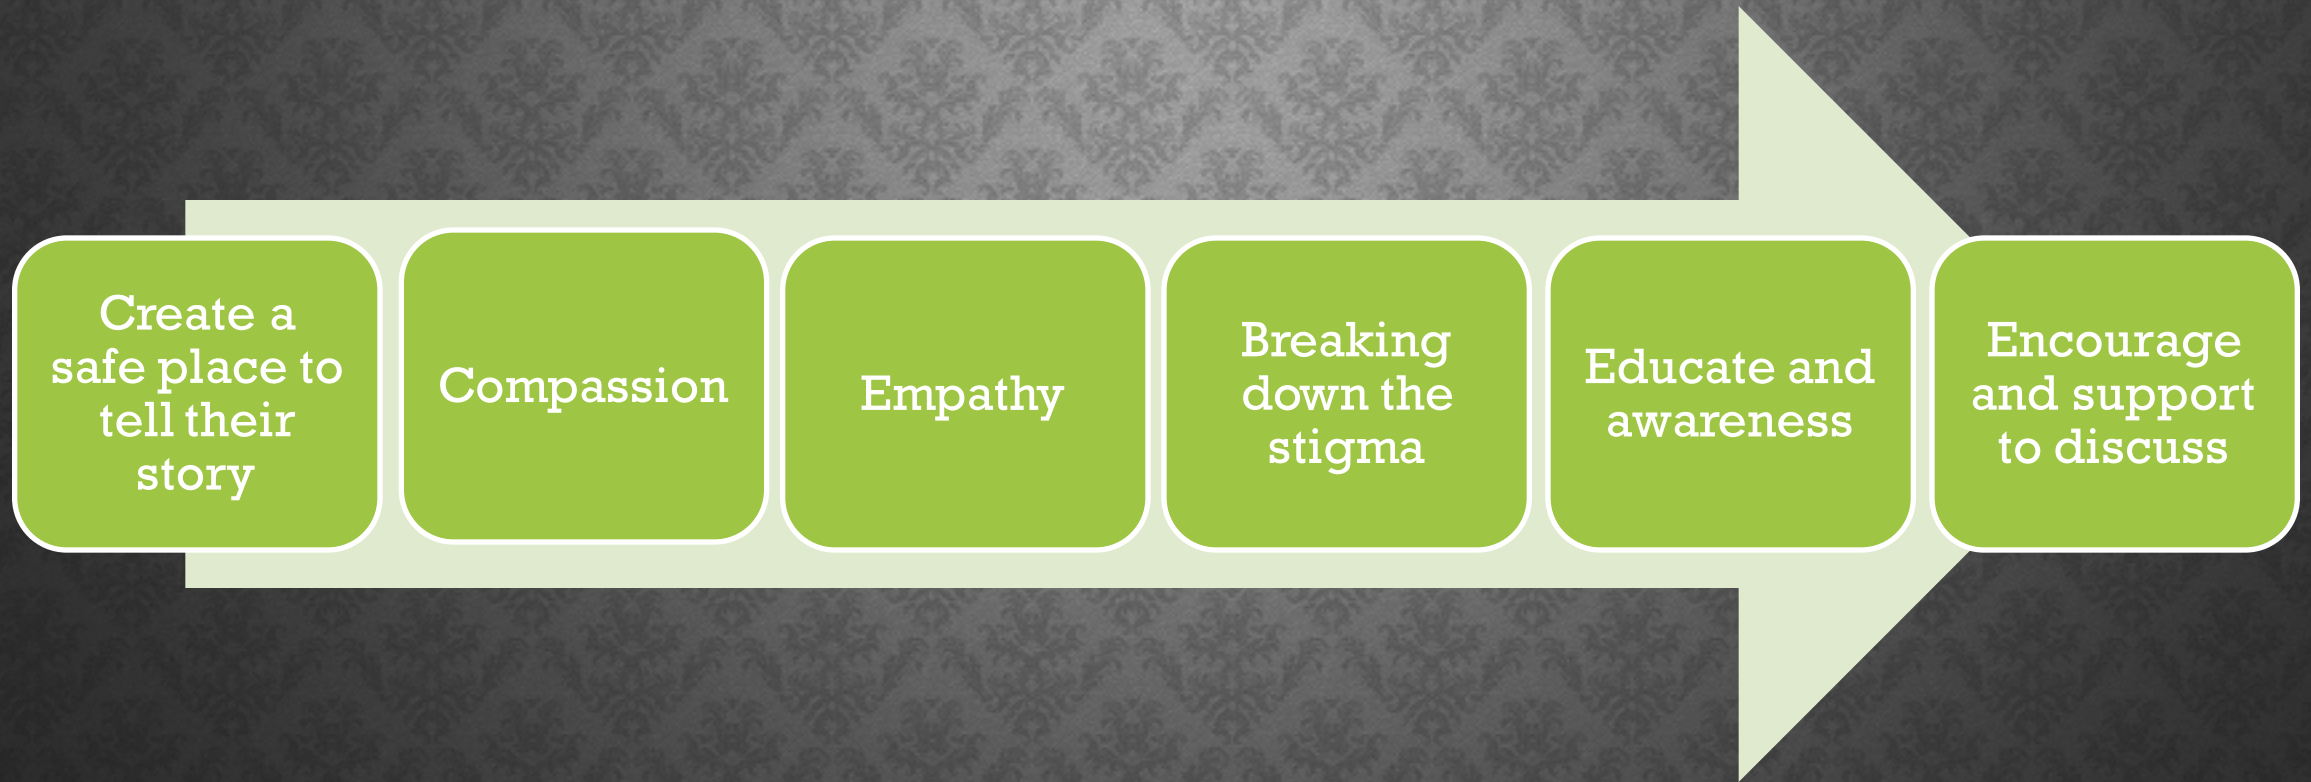 Create a
safe place to
tell their
story
Compassion
Empathy
Breaking
down the
stigma
Educate and
awareness
Encourage
and support
to discuss